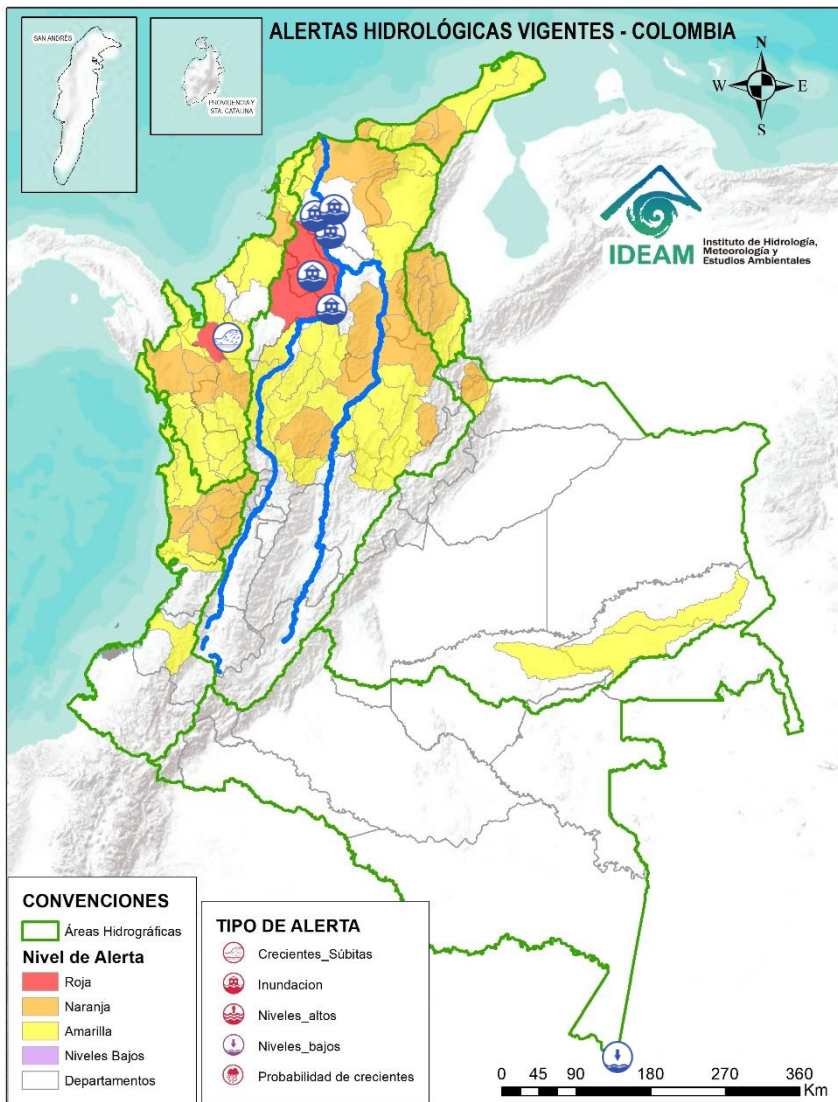 ALERTAS HIDROLÓGICAS VIGENTES - COLOMBIA
SAN ANDRÉS
PROVIDENCIA Y
STA. CATALINA
N
W
E
S
IDEAM
Instituto de Hidrología,
Meteorología y
Estudios Ambientales
CONVENCIONES
Áreas Hidrográficas
Nivel de Alerta
Roja
Naranja
Amarilla
Niveles Bajos
Departamentos
TIPO DE ALERTA
Crecientes_Súbitas
Inundacion
Niveles_altos
Niveles_bajos
Probabilidad de crecientes
0 45 90 180 270 360
Km